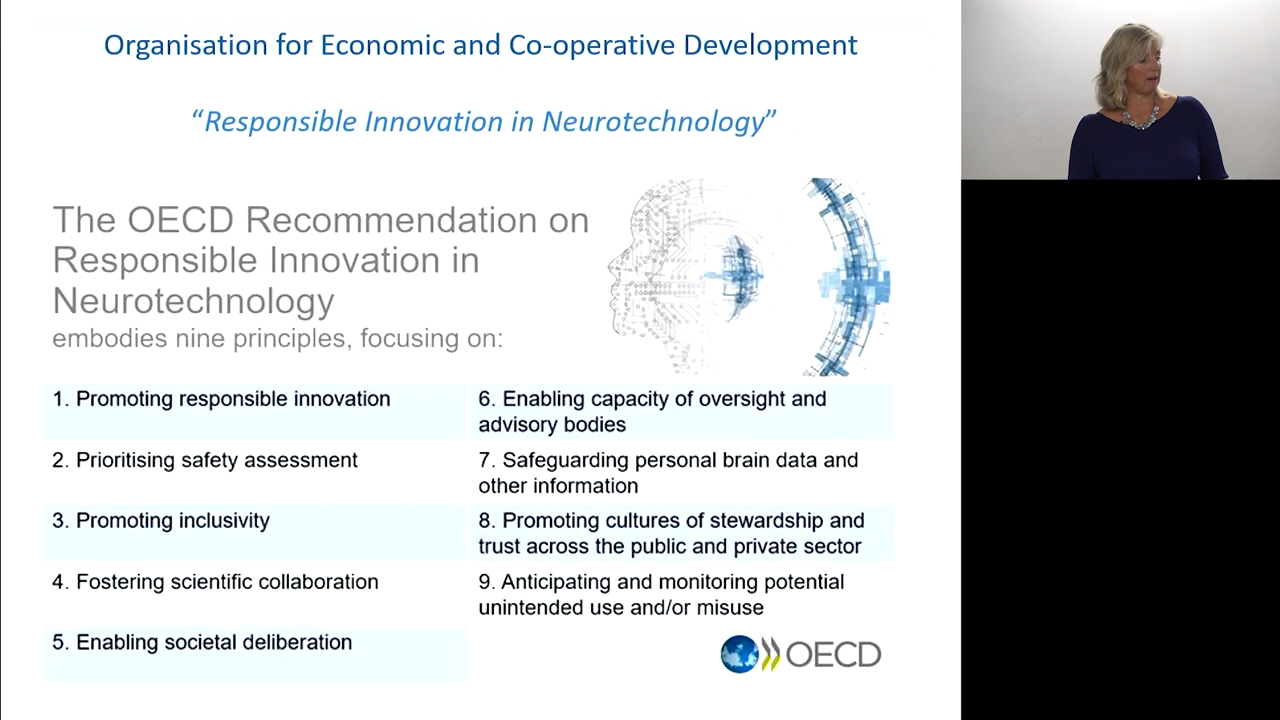 Organisation for Economic and Co-operative Development
“Responsible Innovation in Neurotechnology”
The OECD Recommendation on
Responsible Innovation in
Neurotechnology
embodies nine principles, focusing on:
1. Promoting responsible innovation
2. Prioritising safety assessment
3. Promoting inclusivity
4. Fostering scientific collaboration
5. Enabling societal deliberation
6. Enabling capacity of oversight and
advisory bodies
7. Safeguarding personal brain data and
other information
8. Promoting cultures of stewardship and
trust across the public and private sector
9. Anticipating and monitoring potential
unintended use and/or misuse
OECD